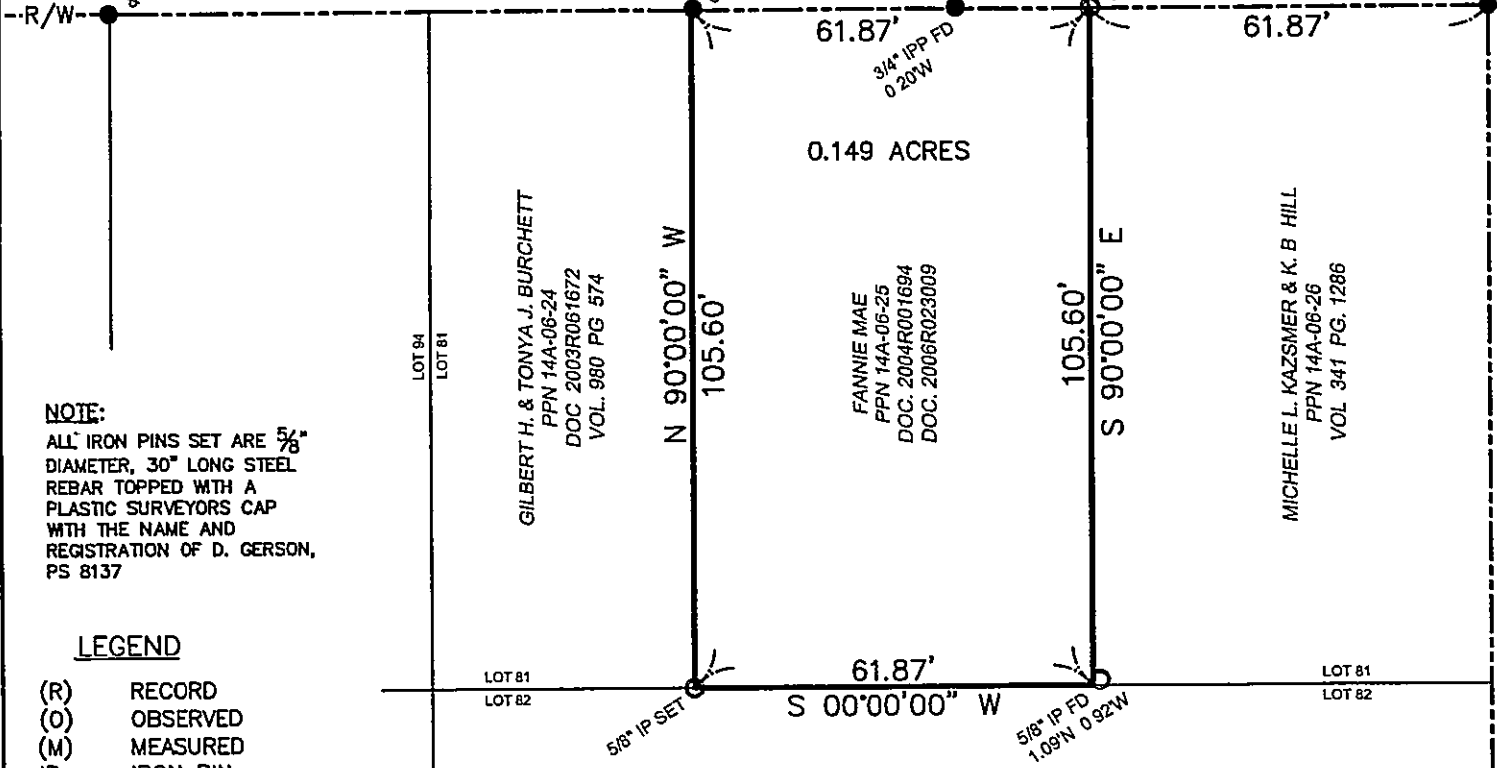 --R/W--
61.87'
3/4" IPP FD
0 20'W
61.87'
0.149 ACRES
GILBERT H. & TONYA J. BURCHETT
PPN 14A-06-24
DOC 2003R061672
VOL. 980 PG 574
N 90°00'00" W
105.60'
FANNIE MAE
PPN 14A-06-25
DOC. 2004R001694
DOC. 2006R023009
105.60'
S 90°00'00" E
MICHELLE L. KAZSMER & K. B HILL
PPN 14A-06-26
VOL 341 PG. 1286
LOT 94
LOT 81
NOTE:
ALL IRON PINS SET ARE 5/8"
DIAMETER, 30" LONG STEEL
REBAR TOPPED WITH A
PLASTIC SURVEYORS CAP
WITH THE NAME AND
REGISTRATION OF D. GERSON,
PS 8137
LEGEND
(R) RECORD
(O) OBSERVED
(M) MEASURED
LOT 81
LOT 82
61.87'
S 00°00'00" W
5/8" IP SET
5/8" IP FD
1.09'N 0 92'W
LOT 81
LOT 82